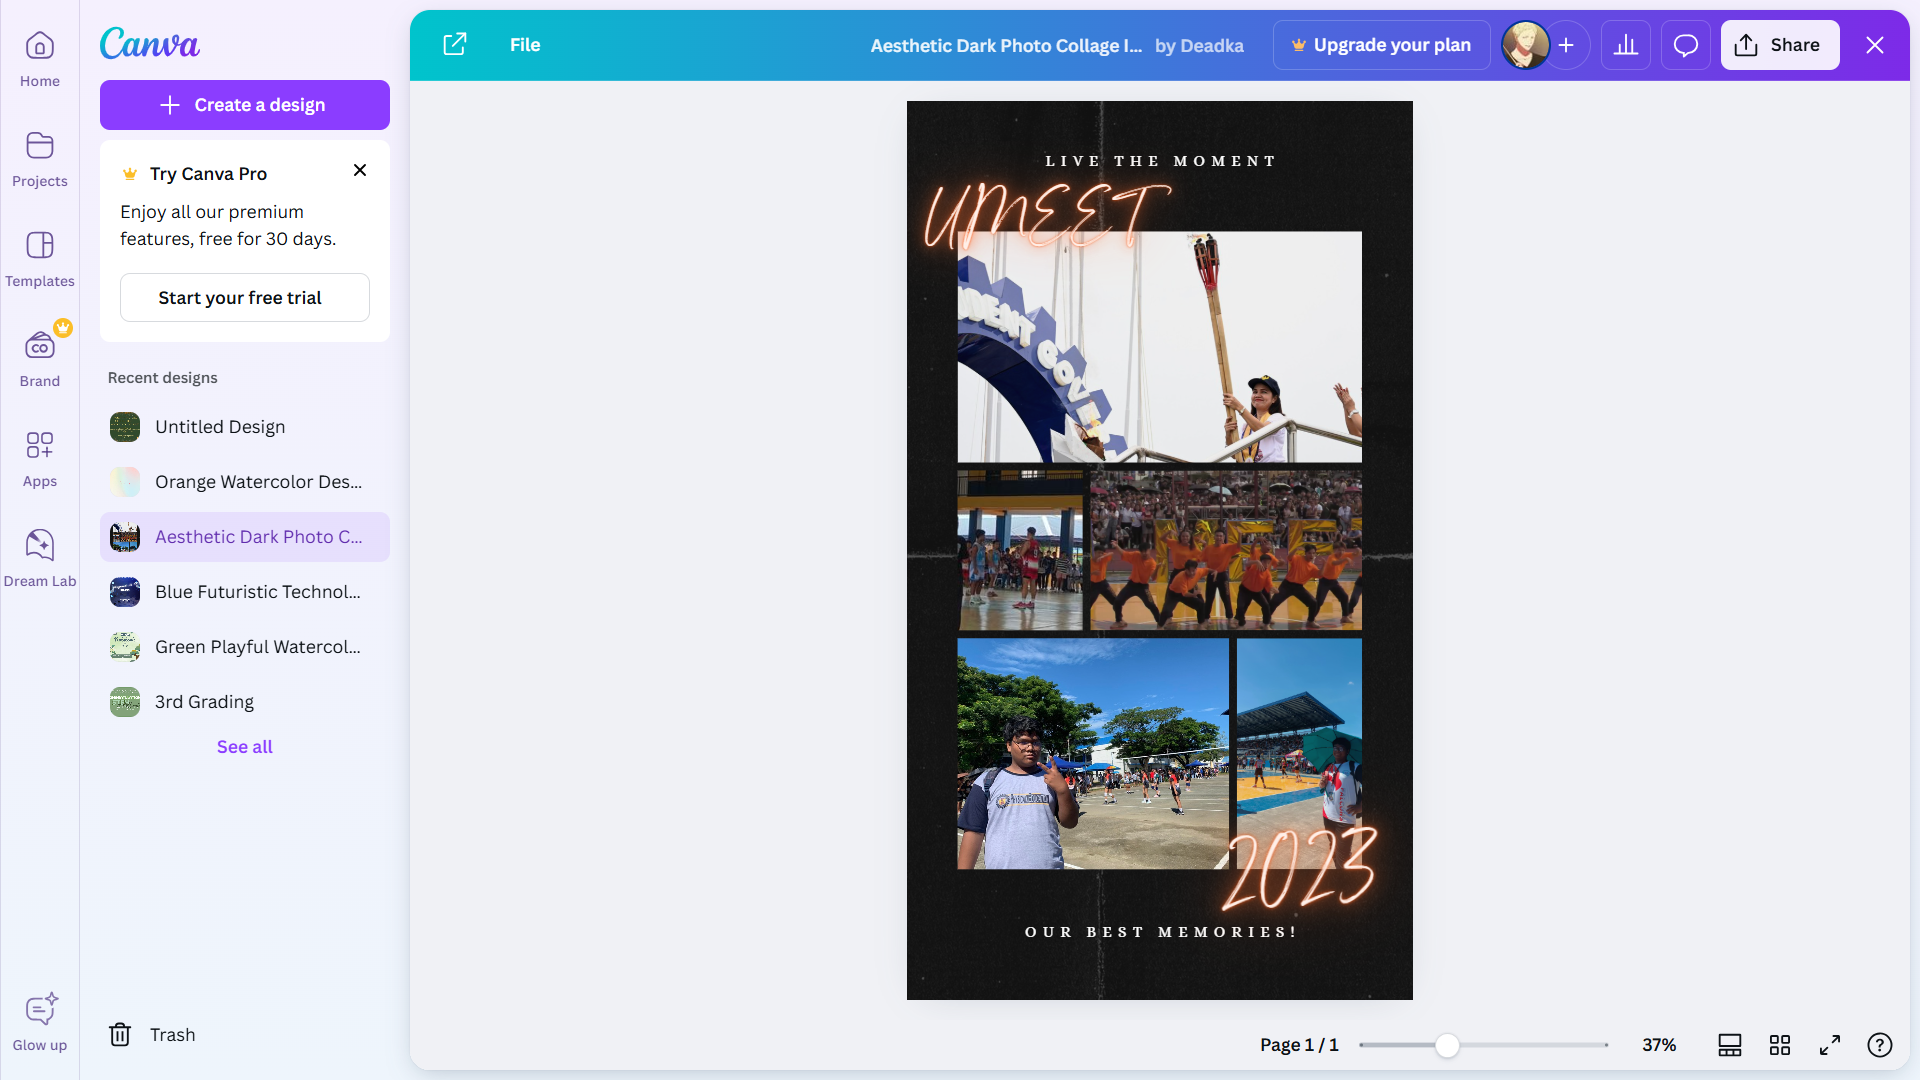 Home
Projects
Templates
CO
Brand
Apps
Dream Lab
Glow up
Canva
Create a design
Try Canva Pro
Enjoy all our premium
features, free for 30 days.
Start your free trial
Recent designs
Untitled Design
Orange Watercolor Des...
Aesthetic Dark Photo C...
Blue Futuristic Technol...
Green Playful Watercol...
3rd Grading
See all
Trash
File
Aesthetic Dark Photo Collage I... by Deadka
Upgrade your plan
Share
LIVE THE MOMENT
UMEET
2023
OUR BEST MEMORIES!
Page 1 / 1
37%